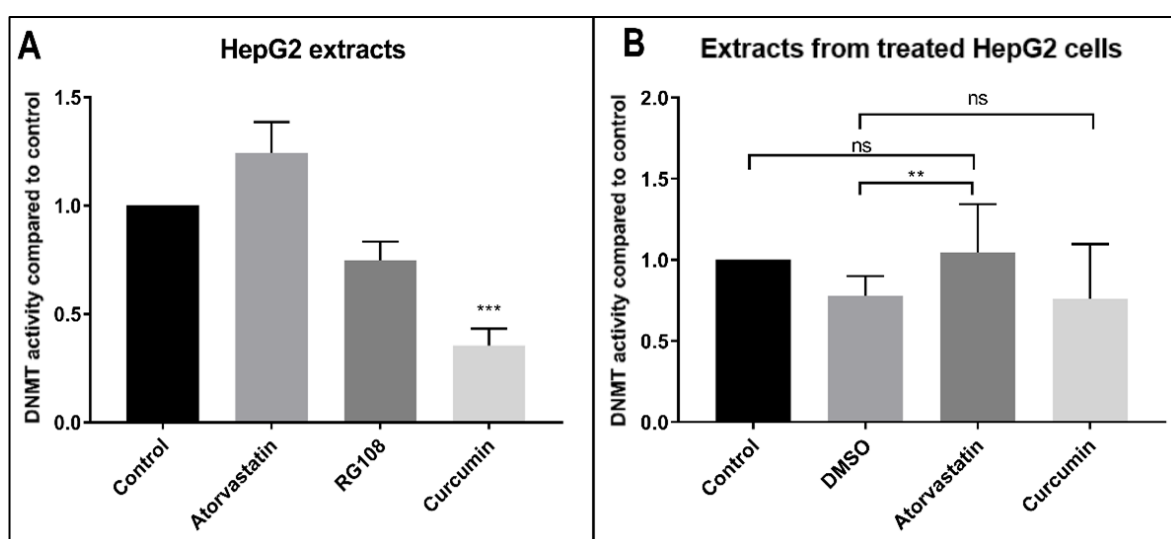 A
HepG2 extracts
DNMT activity compared to control
1.5
1.0
0.5
0.0
***
Control
Atorvastatin
RG108
Curcumin
B
Extracts from treated HepG2 cells
DNMT activity compared to control
2.0
1.5
1.0
0.5
0.0
ns
ns
**
Control
DMSO
Atorvastatin
Curcumin